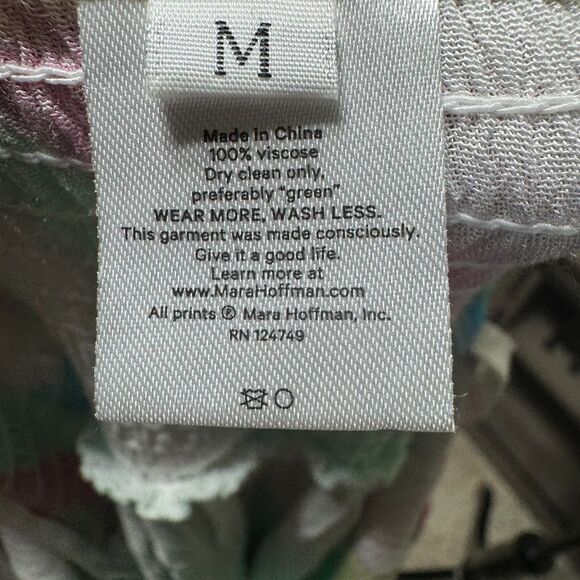 M
Made in China
100% viscose
Dry clean only,
preferably "green"
WEAR MORE, WASH LESS.
This garment was made consciously.
Give it a good life.
Learn more at
www.MaraHoffman.com
All prints ® Mara Hoffman, Inc.
RN 124749